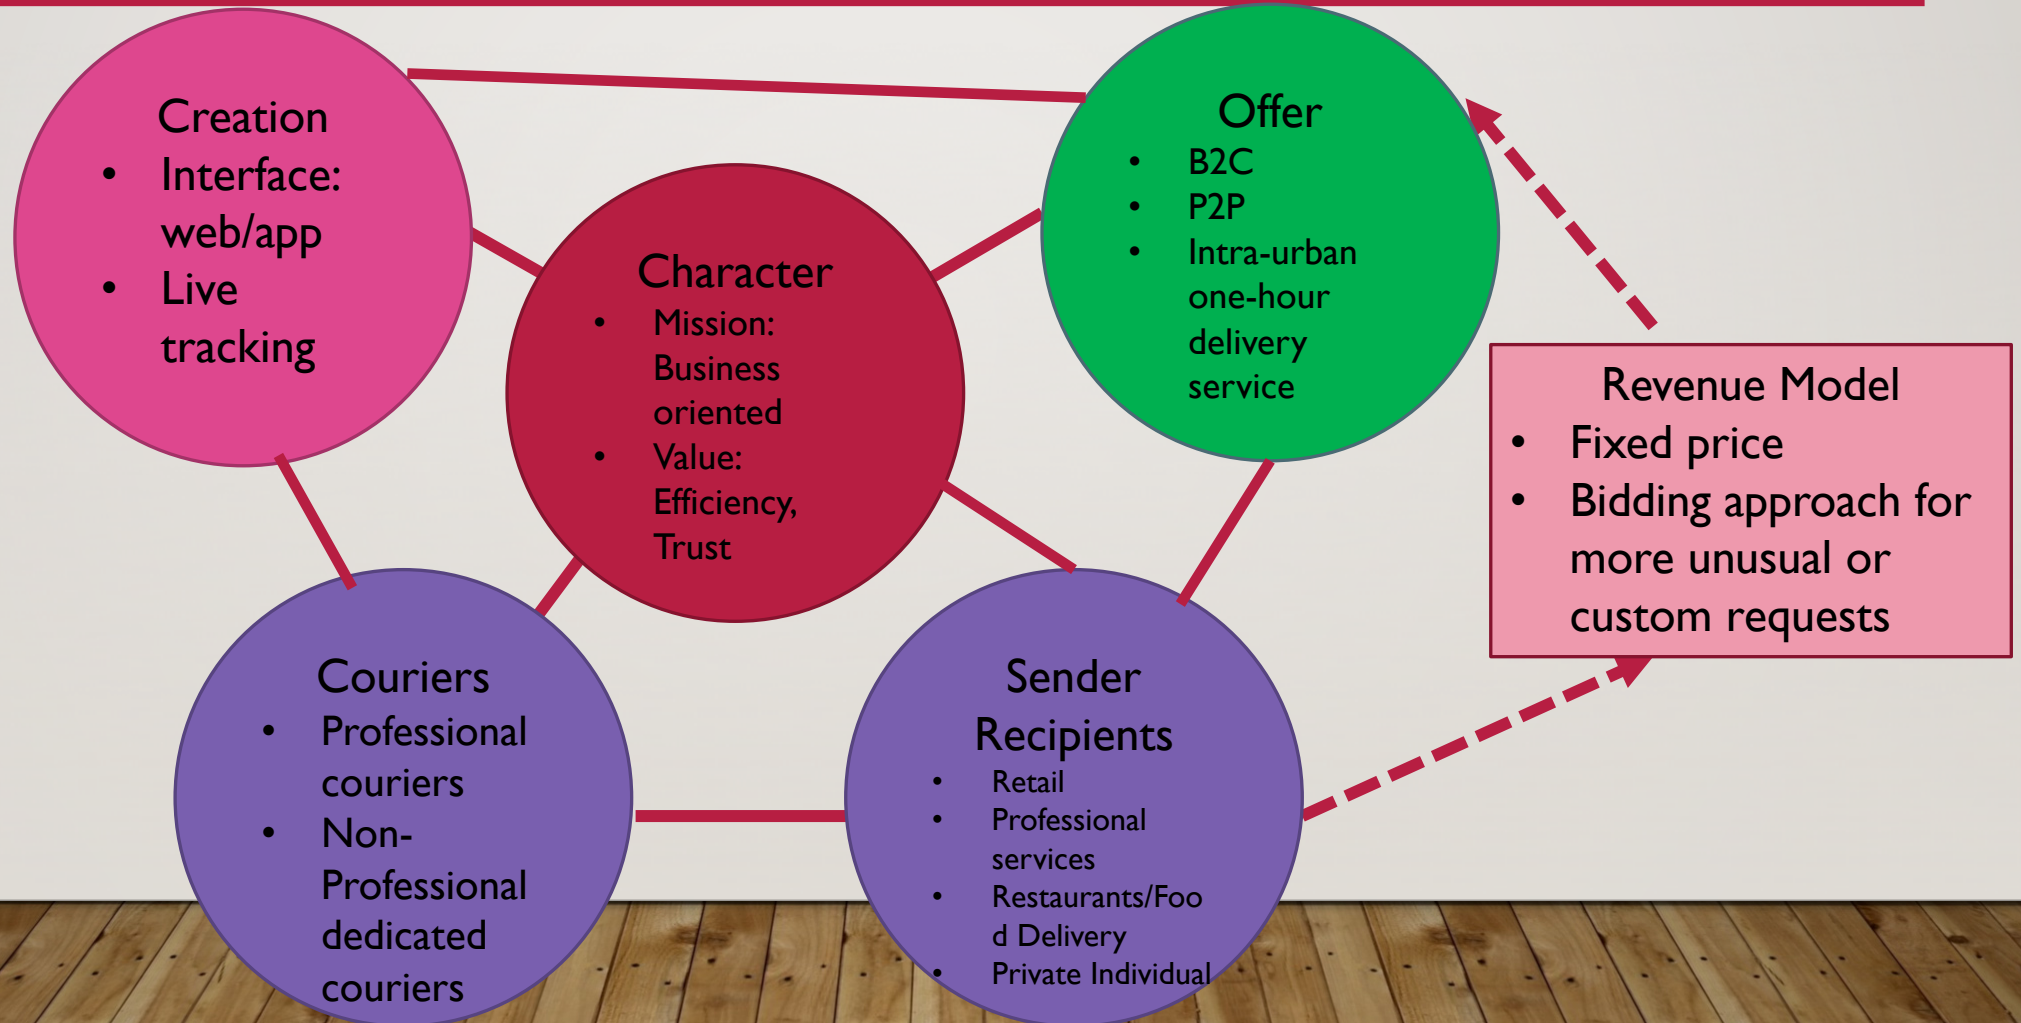 Creation
• Interface:
web/app
• Live
tracking
Character
• Mission:
Business
oriented
• Value:
Efficiency,
Trust
Offer
• B2C
• P2P
• Intra-urban
one-hour
delivery
service
Revenue Model
• Fixed price
• Bidding approach for
more unusual or
custom requests
Couriers
• Professional
couriers
• Non-
Professional
dedicated
couriers
Sender
Recipients
• Retail
• Professional
services
• Restaurants/Foo
d Delivery
• Private Individual